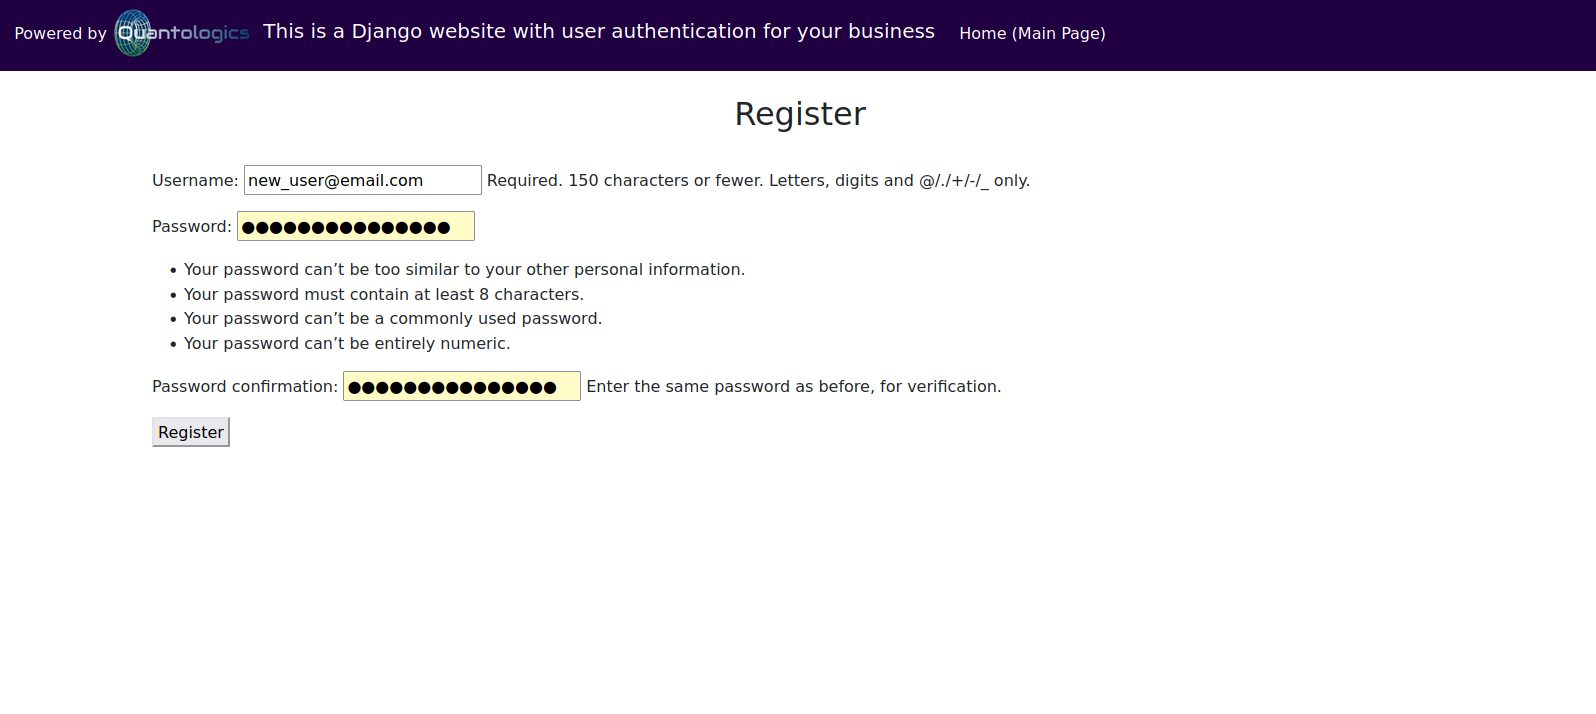 Powered by Quantologics This is a Django website with user authentication for your business Home (Main Page)
Register
Username: new_user@email.com Required. 150 characters or fewer. Letters, digits and @/./+/-/_ only.
Password: ●●●●●●●●●●●●●●●
• Your password can’t be too similar to your other personal information.
• Your password must contain at least 8 characters.
• Your password can’t be a commonly used password.
• Your password can’t be entirely numeric.
Password confirmation: ●●●●●●●●●●●●●●● Enter the same password as before, for verification.
Register